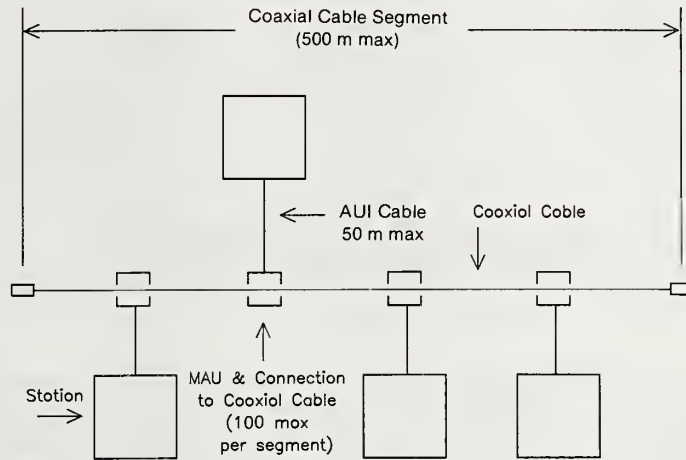 Coaxial Cable Segment
(500 m max)
AUI Cable
50 m max
Cooxiol Coble
Stotion
MAU & Connection
to Cooxiol Cable
(100 mox
per segment)